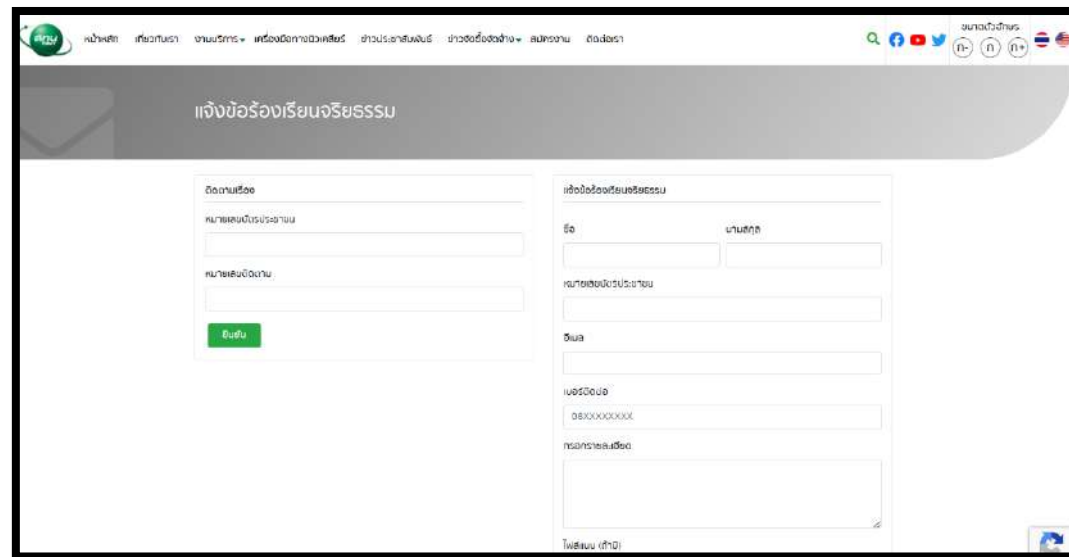 สทน
หน้าหลัก เกี่ยวกับเรา งานบริการ เครื่องมือทางนิวเคลียร์ ข่าวประชาสัมพันธ์ ข่าวจัดซื้อจัดจ้าง สมัครงาน ติดต่อเรา
ขนาดตัวอักษร
ก- ก ก+
แจ้งข้อร้องเรียนจริยธรรม
ติดตามเรื่อง
หมายเลขบัตรประชาชน
หมายเลขติดตาม
ยืนยัน
แจ้งข้อร้องเรียนจริยธรรม
ชื่อ นามสกุล
หมายเลขบัตรประชาชน
อีเมล
เบอร์ติดต่อ
08XXXXXXXX
กรอกรายละเอียด
ไฟล์แนบ (ถ้ามี)